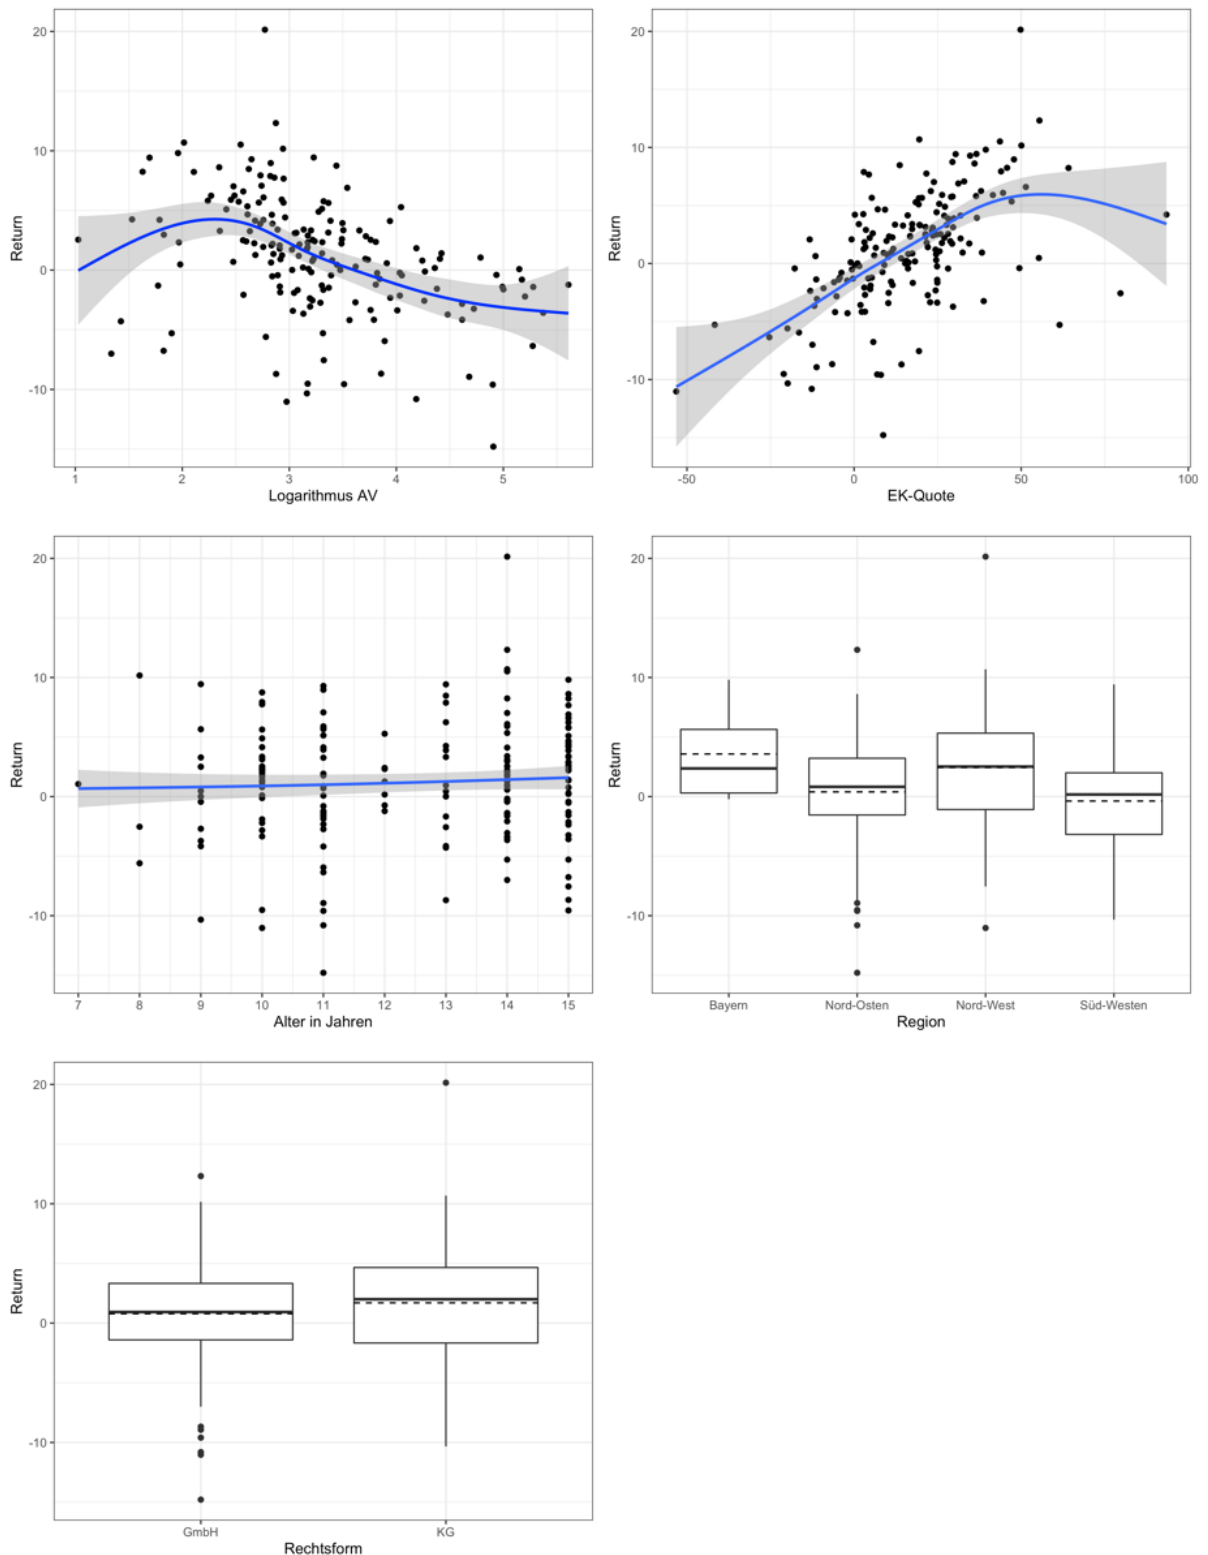 20
10
0
-10
Return
1 2 3 4 5
Logarithmus AV
20
10
0
-10
Return
-50 0 50 100
EK-Quote
20
10
0
-10
Return
7 8 9 10 11 12 13 14 15
Alter in Jahren
20
10
0
-10
Return
Bayern Nord-Osten Nord-West Süd-Westen
Region
20
10
0
-10
Return
GmbH KG
Rechtsform